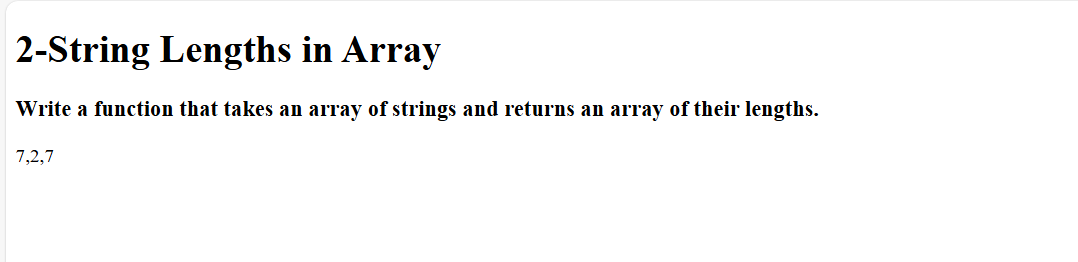 2-String Lengths in Array
Write a function that takes an array of strings and returns an array of their lengths.
7,2,7